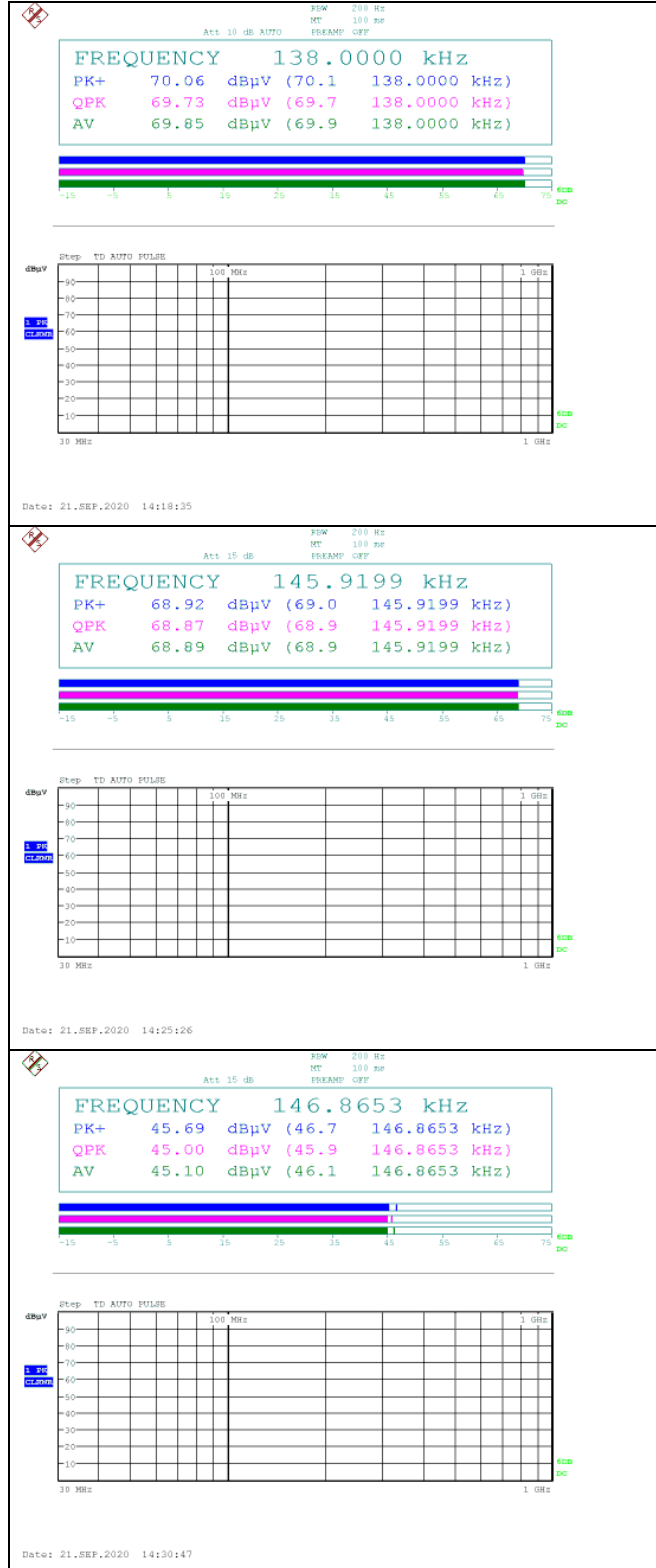 RBW 200 Hz
MT 100 ms
Att 10 dB AUTO PREAMP OFF
FREQUENCY 138.0000 kHz
PK+ 70.06 dBµV (70.1 138.0000 kHz)
QPK 69.73 dBµV (69.7 138.0000 kHz)
AV 69.85 dBµV (69.9 138.0000 kHz)
-15 -5 5 15 25 35 45 55 65 75
6DB
DC
Step TD AUTO PULSE
dBµV
100 MHz 1 GHz
90
80
70
1 PK
CLRWR
60
50
40
30
20
10
6DB
DC
30 MHz 1 GHz
Date: 21.SEP.2020 14:18:35
RBW 200 Hz
MT 100 ms
Att 15 dB PREAMP OFF
FREQUENCY 145.9199 kHz
PK+ 68.92 dBµV (69.0 145.9199 kHz)
QPK 68.87 dBµV (68.9 145.9199 kHz)
AV 68.89 dBµV (68.9 145.9199 kHz)
-15 -5 5 15 25 35 45 55 65 75
6DB
DC
Step TD AUTO PULSE
dBµV
100 MHz 1 GHz
90
80
70
1 PK
CLRWR
60
50
40
30
20
10
6DB
DC
30 MHz 1 GHz
Date: 21.SEP.2020 14:25:26
RBW 200 Hz
MT 100 ms
Att 15 dB PREAMP OFF
FREQUENCY 146.8653 kHz
PK+ 45.69 dBµV (46.7 146.8653 kHz)
QPK 45.00 dBµV (45.9 146.8653 kHz)
AV 45.10 dBµV (46.1 146.8653 kHz)
-15 -5 5 15 25 35 45 55 65 75
6DB
DC
Step TD AUTO PULSE
dBµV
100 MHz 1 GHz
90
80
70
1 PK
CLRWR
60
50
40
30
20
10
6DB
DC
30 MHz 1 GHz
Date: 21.SEP.2020 14:30:47